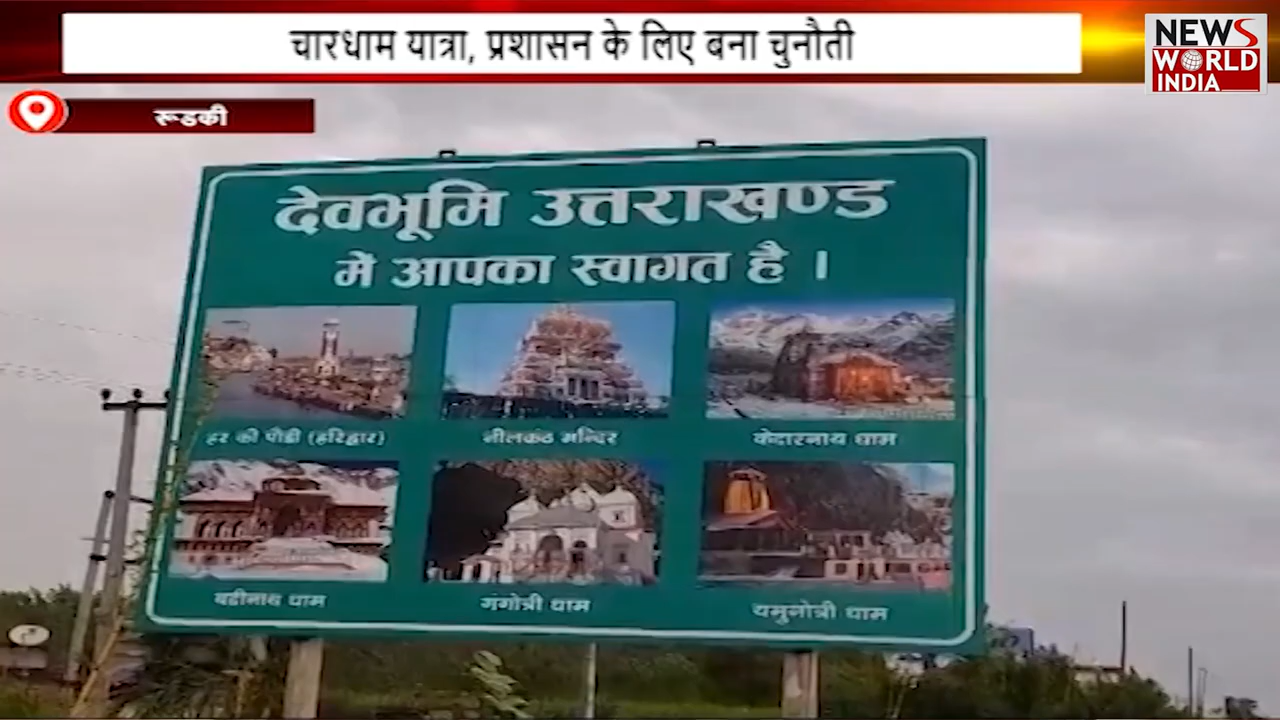 चारधाम यात्रा, प्रशासन के लिए बना चुनौती
NEWS
WORLD
INDIA
रूडकी
देवभूमि उत्तराखण्ड
में आपका स्वागत है ।
हर की पौडी (हरिद्वार)
नीलकंठ मन्दिर
केदारनाथ धाम
बद्रीनाथ धाम
गंगोत्री धाम
यमुनोत्री धाम